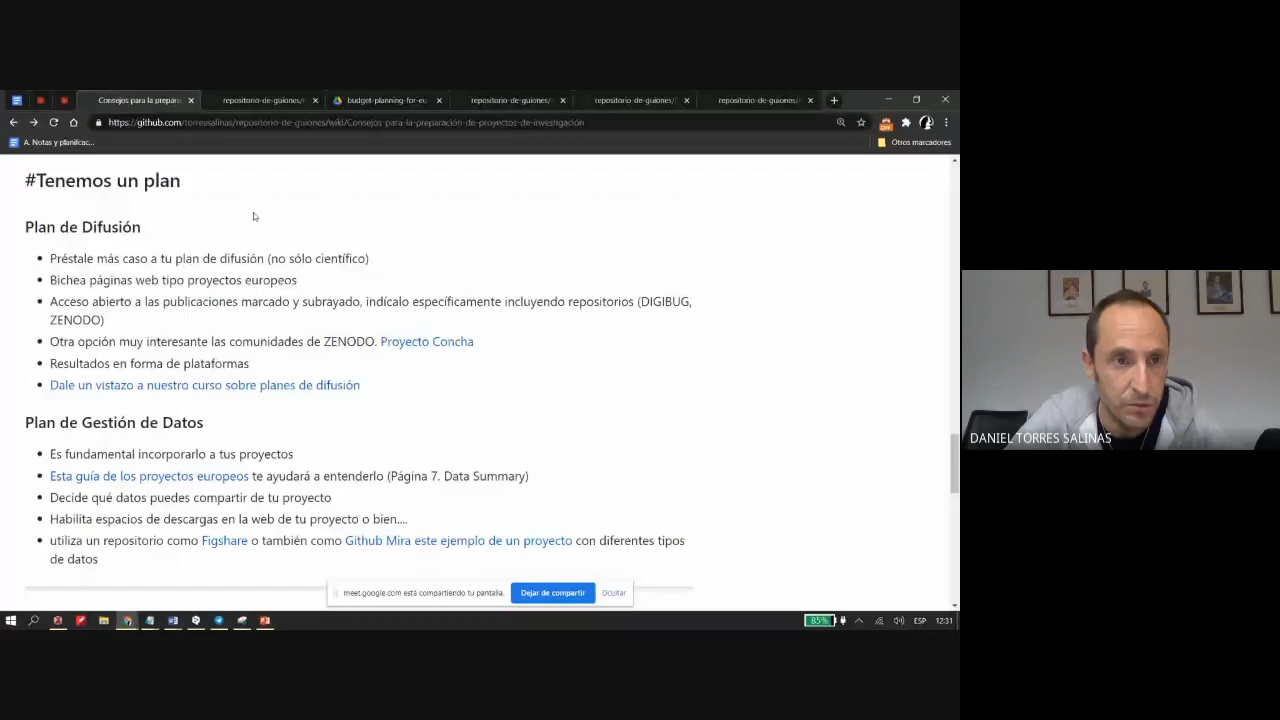 Consejos para la prepara
repositorio-de-guiones/
budget-planning-for-eu
repositorio-de-guiones/
repositorio-de-guiones/
repositorio-de-guiones/
https://github.com/torressalinas/repositorio-de-guiones/wiki/Consejos-para-la-preparación-de-proyectos-de-investigación
OFF
A. Notas y planifcac...
Otros marcadores
#Tenemos un plan
Plan de Difusión
Préstale más caso a tu plan de difusión (no sólo científico)
Bichea páginas web tipo proyectos europeos
Acceso abierto a las publicaciones marcado y subrayado, indícalo específicamente incluyendo repositorios (DIGIBUG,
ZENODO)
Otra opción muy interesante las comunidades de ZENODO. Proyecto Concha
Resultados en forma de plataformas
Dale un vistazo a nuestro curso sobre planes de difusión
Plan de Gestión de Datos
Es fundamental incorporarlo a tus proyectos
Esta guía de los proyectos europeos te ayudará a entenderlo (Página 7. Data Summary)
Decide qué datos puedes compartir de tu proyecto
Habilita espacios de descargas en la web de tu proyecto o bien....
utiliza un repositorio como Figshare o también como Github Mira este ejemplo de un proyecto con diferentes tipos
de datos
meet.google.com está compartiendo tu pantalla.
Dejar de compartir
Ocultar
85%
ESP
12:31
DANIEL TORRES SALINAS